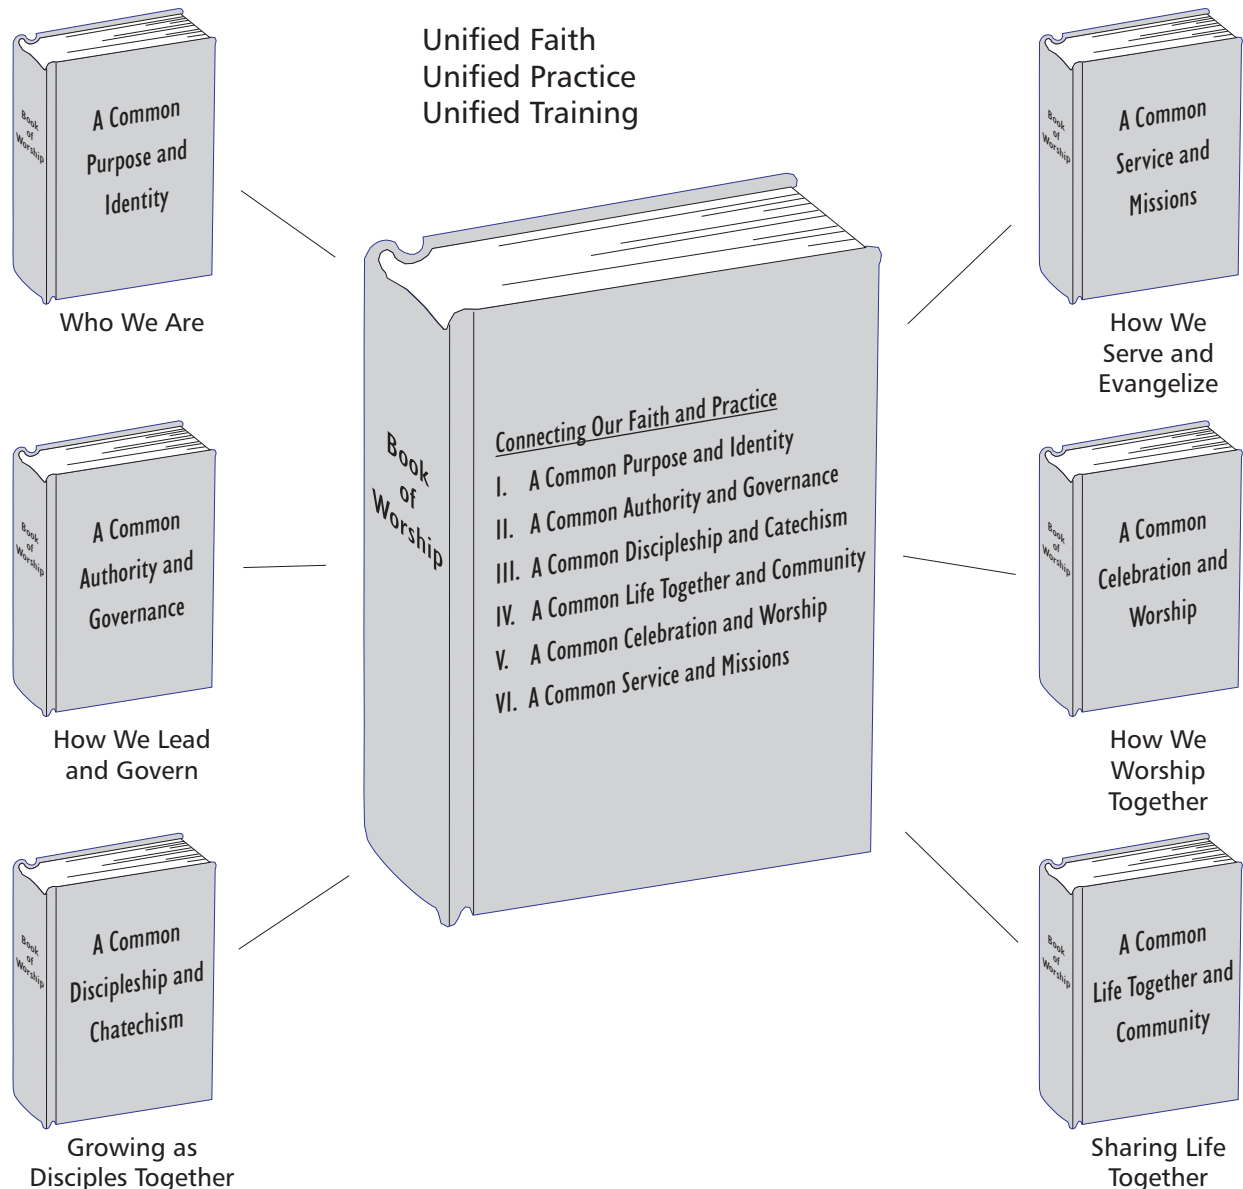 Unified Faith
Unified Practice
Unified Training
Book
of
Worship
A Common
Purpose and
Identity
Who We Are
Book
of
Worship
A Common
Authority and
Governance
How We Lead
and Govern
Book
of
Worship
A Common
Discipleship and
Chatechism
Growing as
Disciples Together
Book
of
Worship
Connecting Our Faith and Practice
I. A Common Purpose and Identity
II. A Common Authority and Governance
III. A Common Discipleship and Catechism
IV. A Common Life Together and Community
V. A Common Celebration and Worship
VI. A Common Service and Missions
Book
of
Worship
A Common
Service and
Missions
How We
Serve and
Evangelize
Book
of
Worship
A Common
Celebration and
Worship
How We
Worship
Together
Book
of
Worship
A Common
Life Together and
Community
Sharing Life
Together